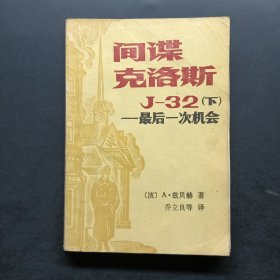 间谍
克洛斯
J-32(下)
—最后一次机会
〔波〕A·兹贝赫 著
乔立良等 译